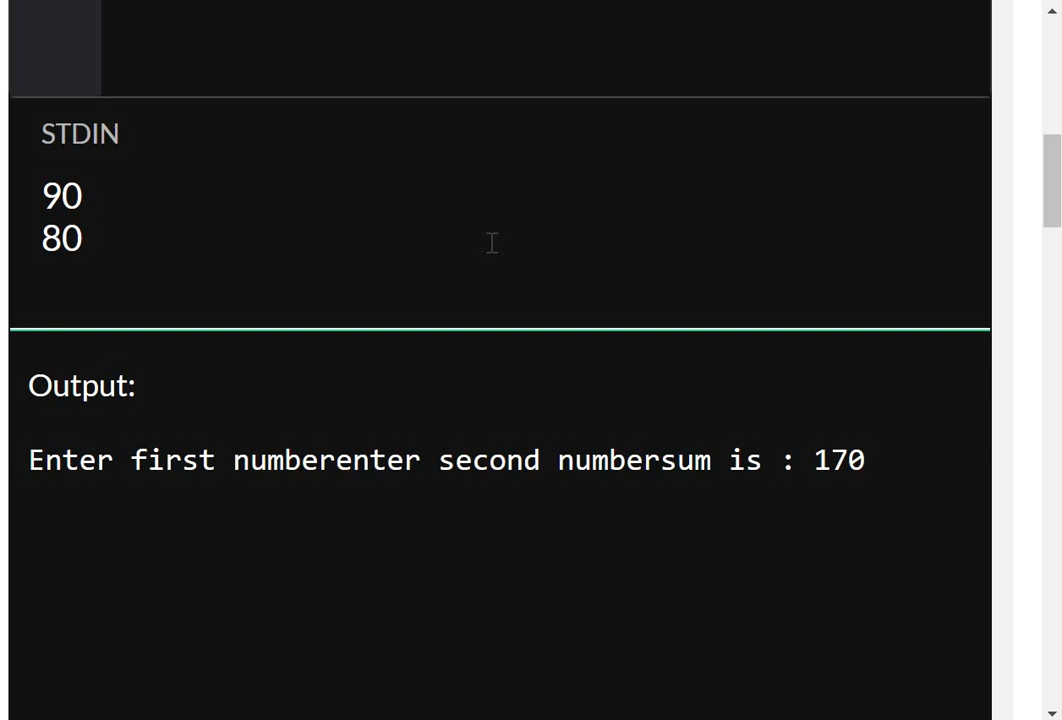 STDIN
90
80
Output:
Enter first numberenter second numbersum is : 170